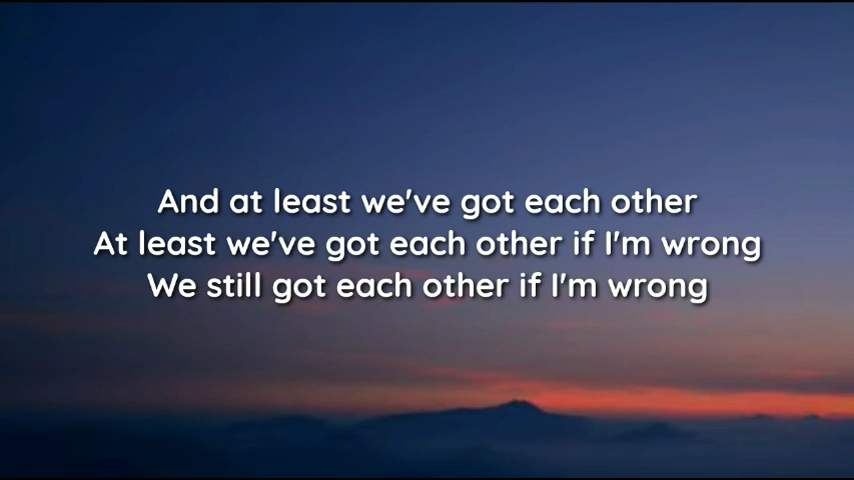 And at least we've got each other
At least we've got each other if I'm wrong
We still got each other if I'm wrong